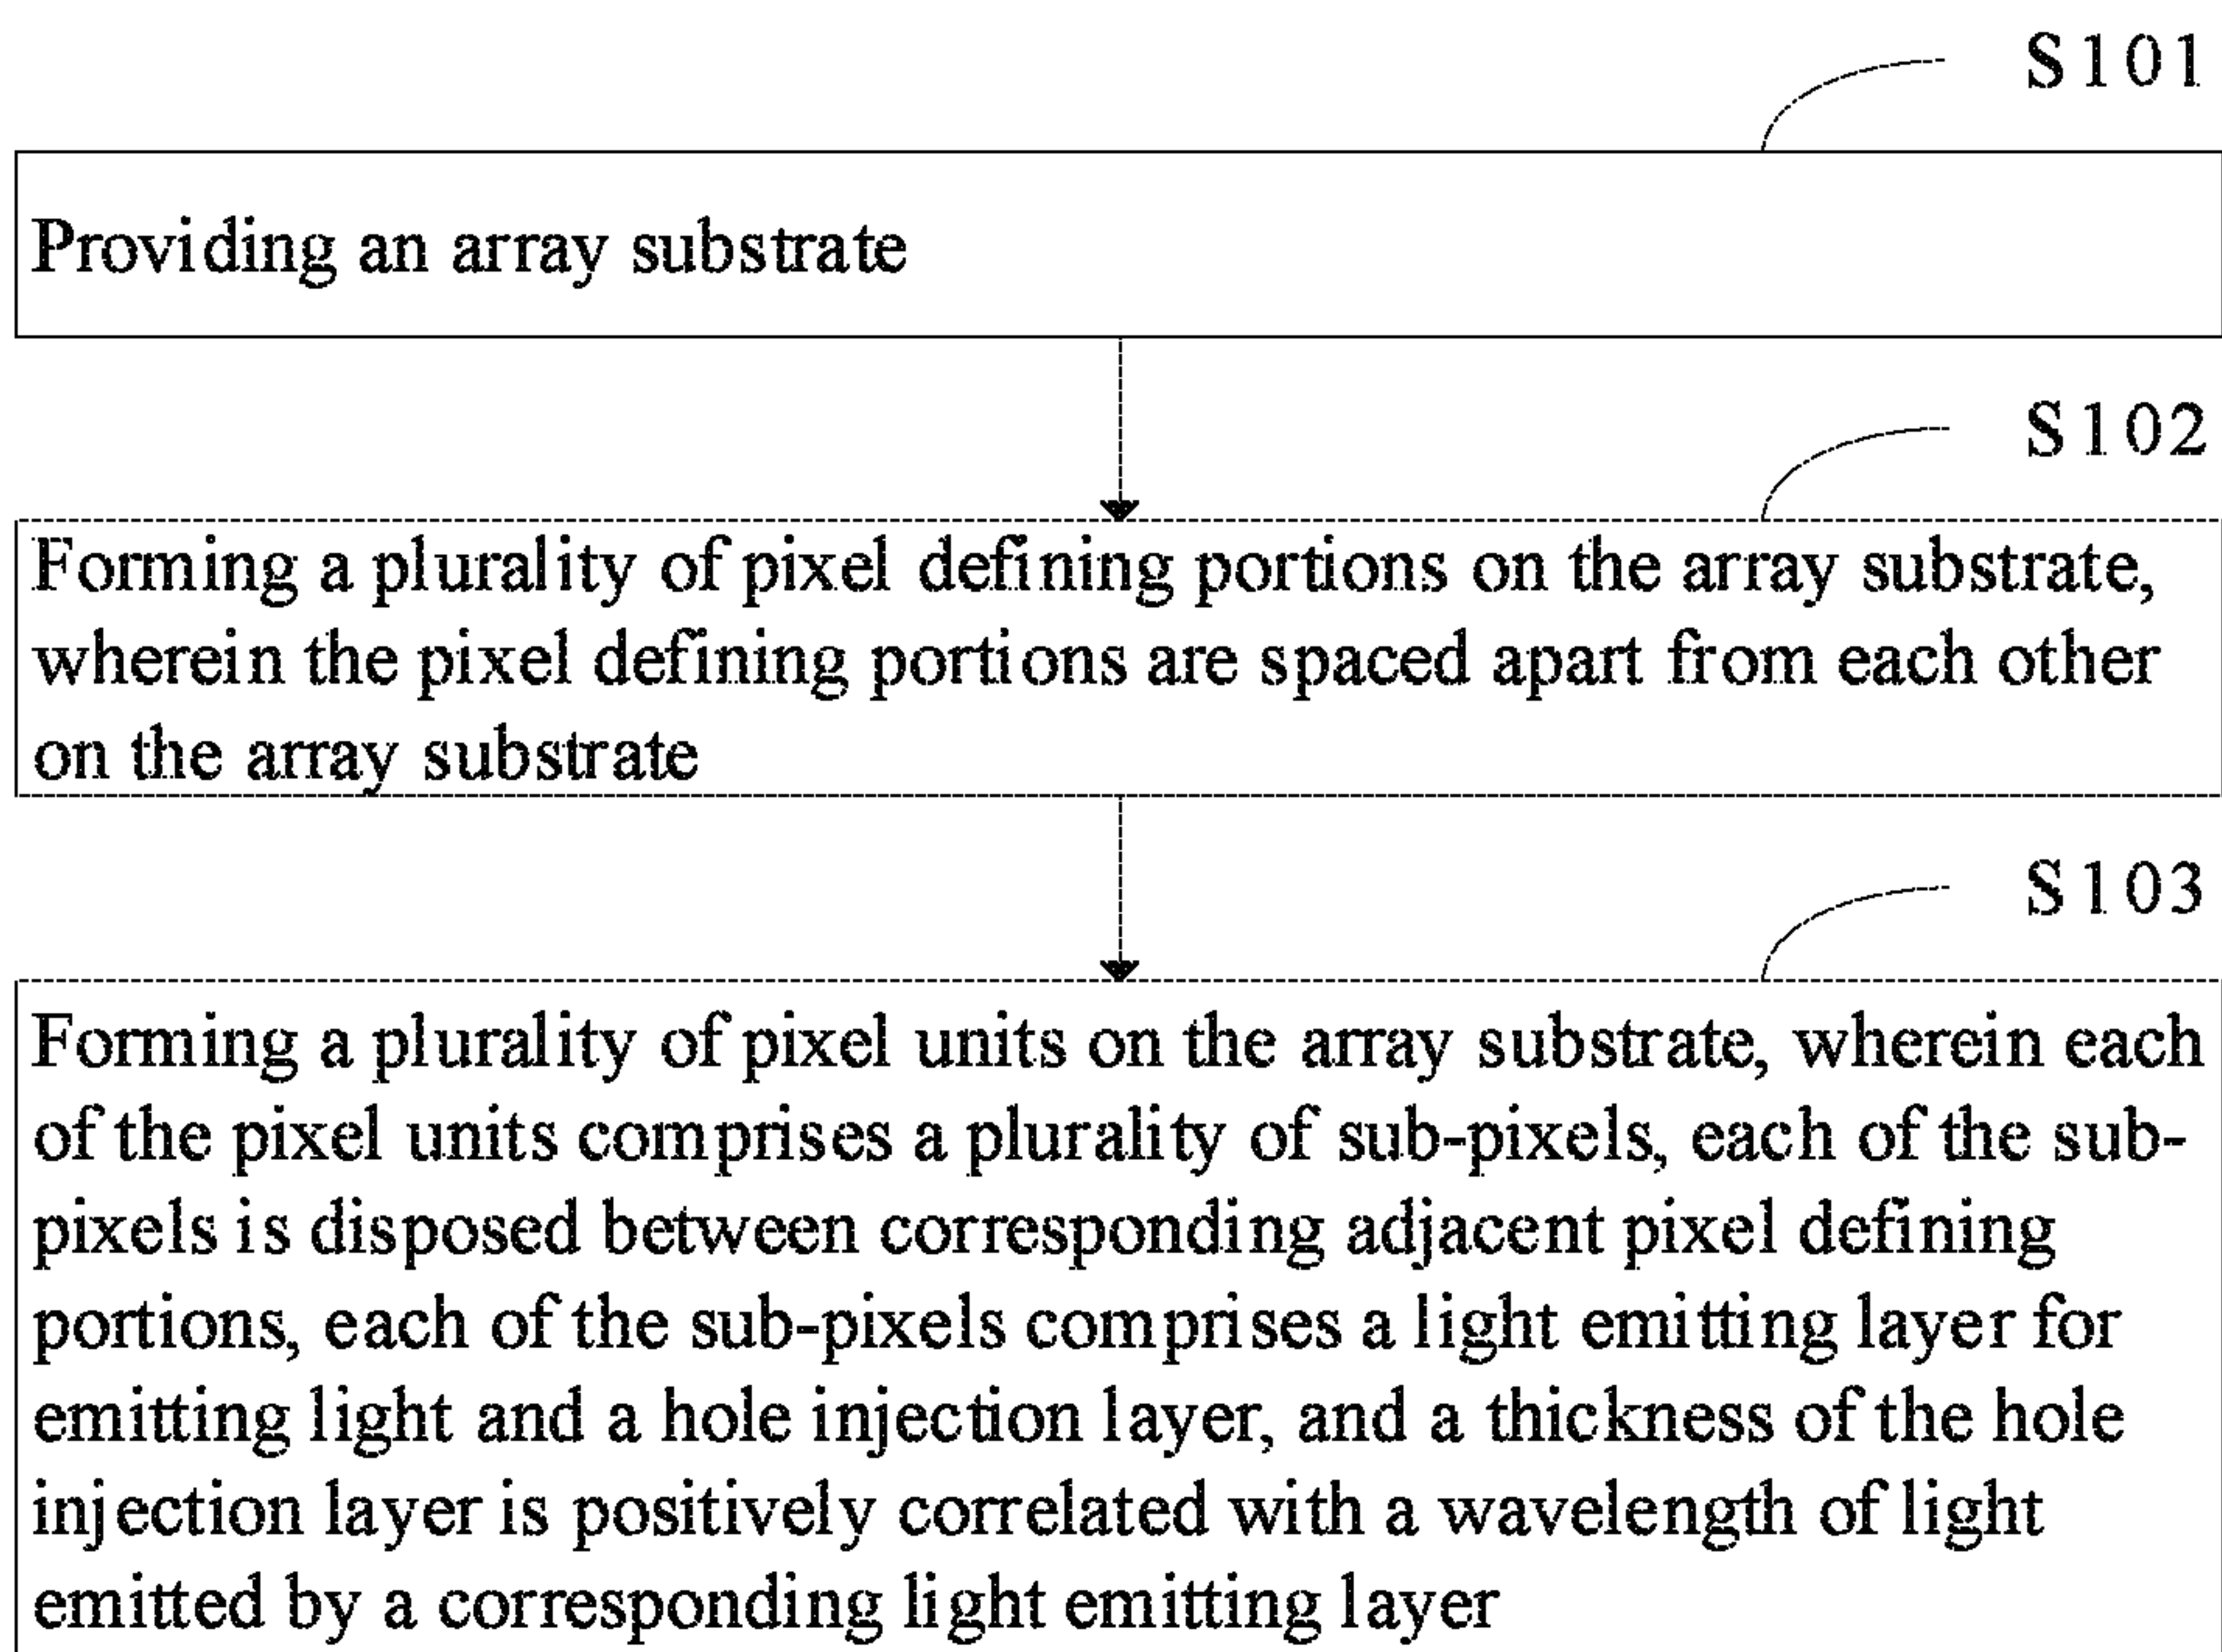 S101
Providing an array substrate
S102
Forming a plurality of pixel defining portions on the array substrate,
wherein the pixel defining portions are spaced apart from each other
on the array substrate
S103
Forming a plurality of pixel units on the array substrate, wherein each
of the pixel units comprises a plurality of sub-pixels, each of the sub-
pixels is disposed between corresponding adjacent pixel defining
portions, each of the sub-pixels comprises a light emitting layer for
emitting light and a hole injection layer, and a thickness of the hole
injection layer is positively correlated with a wavelength of light
emitted by a corresponding light emitting layer